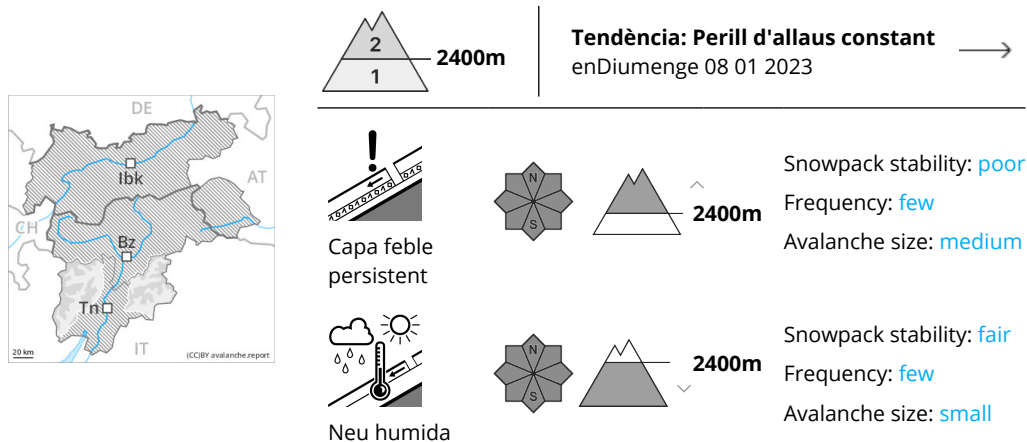 2
1
2400m
Tendència: Perill d'allaus constant
enDiumenge 08 01 2023
DE
AT
CH
IT
Ibk
Bz
Tn
20 km
(CC)BY avalanche.report
Capa feble
persistent
N
S
2400m
Snowpack stability: poor
Frequency: few
Avalanche size: medium
Neu humida
N
S
2400m
Snowpack stability: fair
Frequency: few
Avalanche size: small